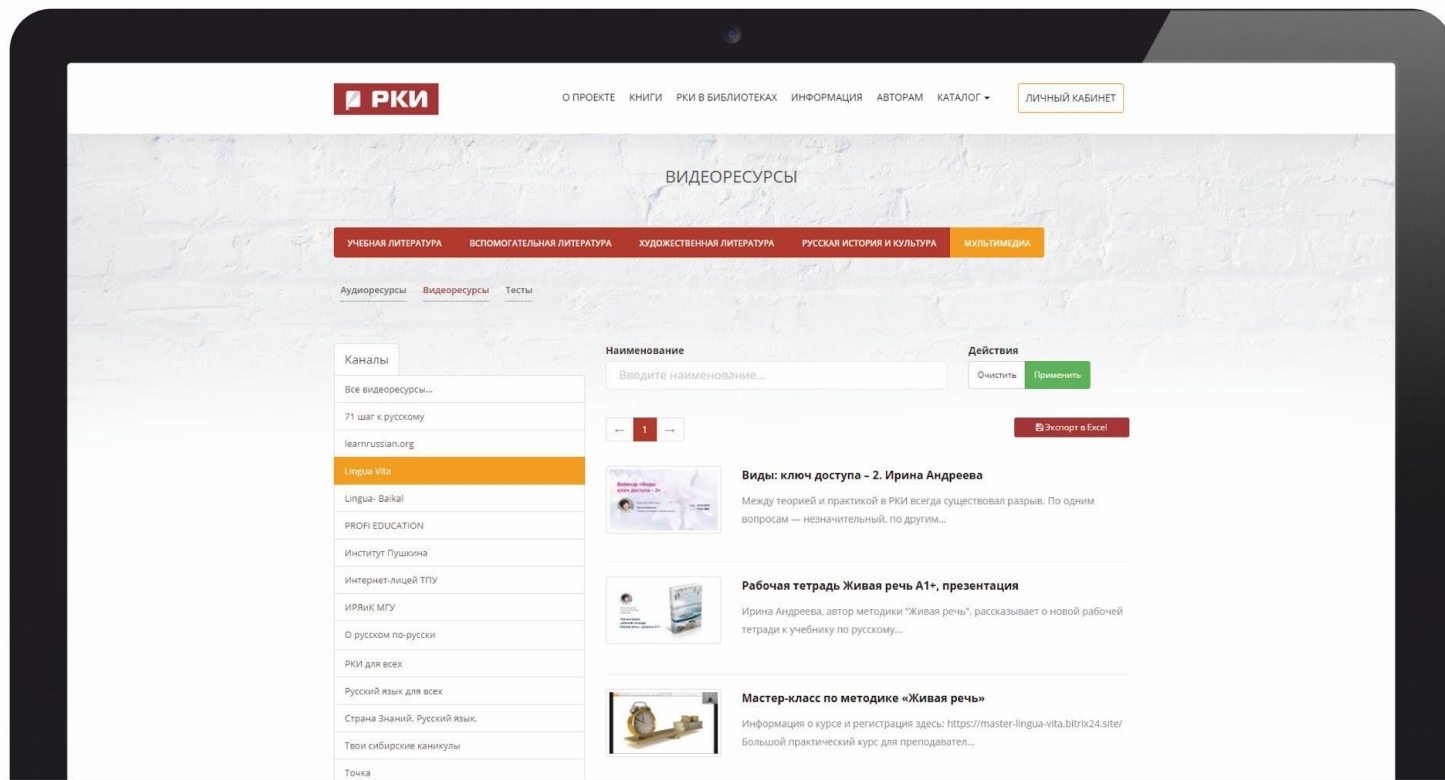 РКИ
О ПРОЕКТЕ КНИГИ РКИ В БИБЛИОТЕКАХ ИНФОРМАЦИЯ АВТОРАМ КАТАЛОГ ЛИЧНЫЙ КАБИНЕТ
ВИДЕОРЕСУРСЫ
УЧЕБНАЯ ЛИТЕРАТУРА ВСПОМОГАТЕЛЬНАЯ ЛИТЕРАТУРА ХУДОЖЕСТВЕННАЯ ЛИТЕРАТУРА РУССКАЯ ИСТОРИЯ И КУЛЬТУРА МУЛЬТИМЕДИА
Аудиоресурсы Видеоресурсы Тесты
Каналы
Все видеоресурсы...
71 шаг к русскому
learnrussian.org
Lingua Vita
Lingua- Baikal
PROFI EDUCATION
Институт Пушкина
Интернет-лицей ТПУ
ИРЯиК МГУ
О русском по-русски
РКИ для всех
Русский язык для всех
Страна Знаний. Русский язык.
Твои сибирские каникулы
Точка
Наименование
Введите наименование...
Действия
Очистить Применить
← 1 →
Экспорт в Excel
Вебинар «Виды:
ключ доступа – 2»
Виды: ключ доступа – 2. Ирина Андреева
Между теорией и практикой в РКИ всегда существовал разрыв. По одним
вопросам — незначительный, по другим...
Рабочая тетрадь Живая речь А1+, презентация
Ирина Андреева, автор методики "Живая речь", рассказывает о новой рабочей
тетради к учебнику по русскому...
Мастер-класс по методике «Живая речь»
Информация о курсе и регистрация здесь: https://master-lingua-vita.bitrix24.site/
Большой практический курс для преподавател...